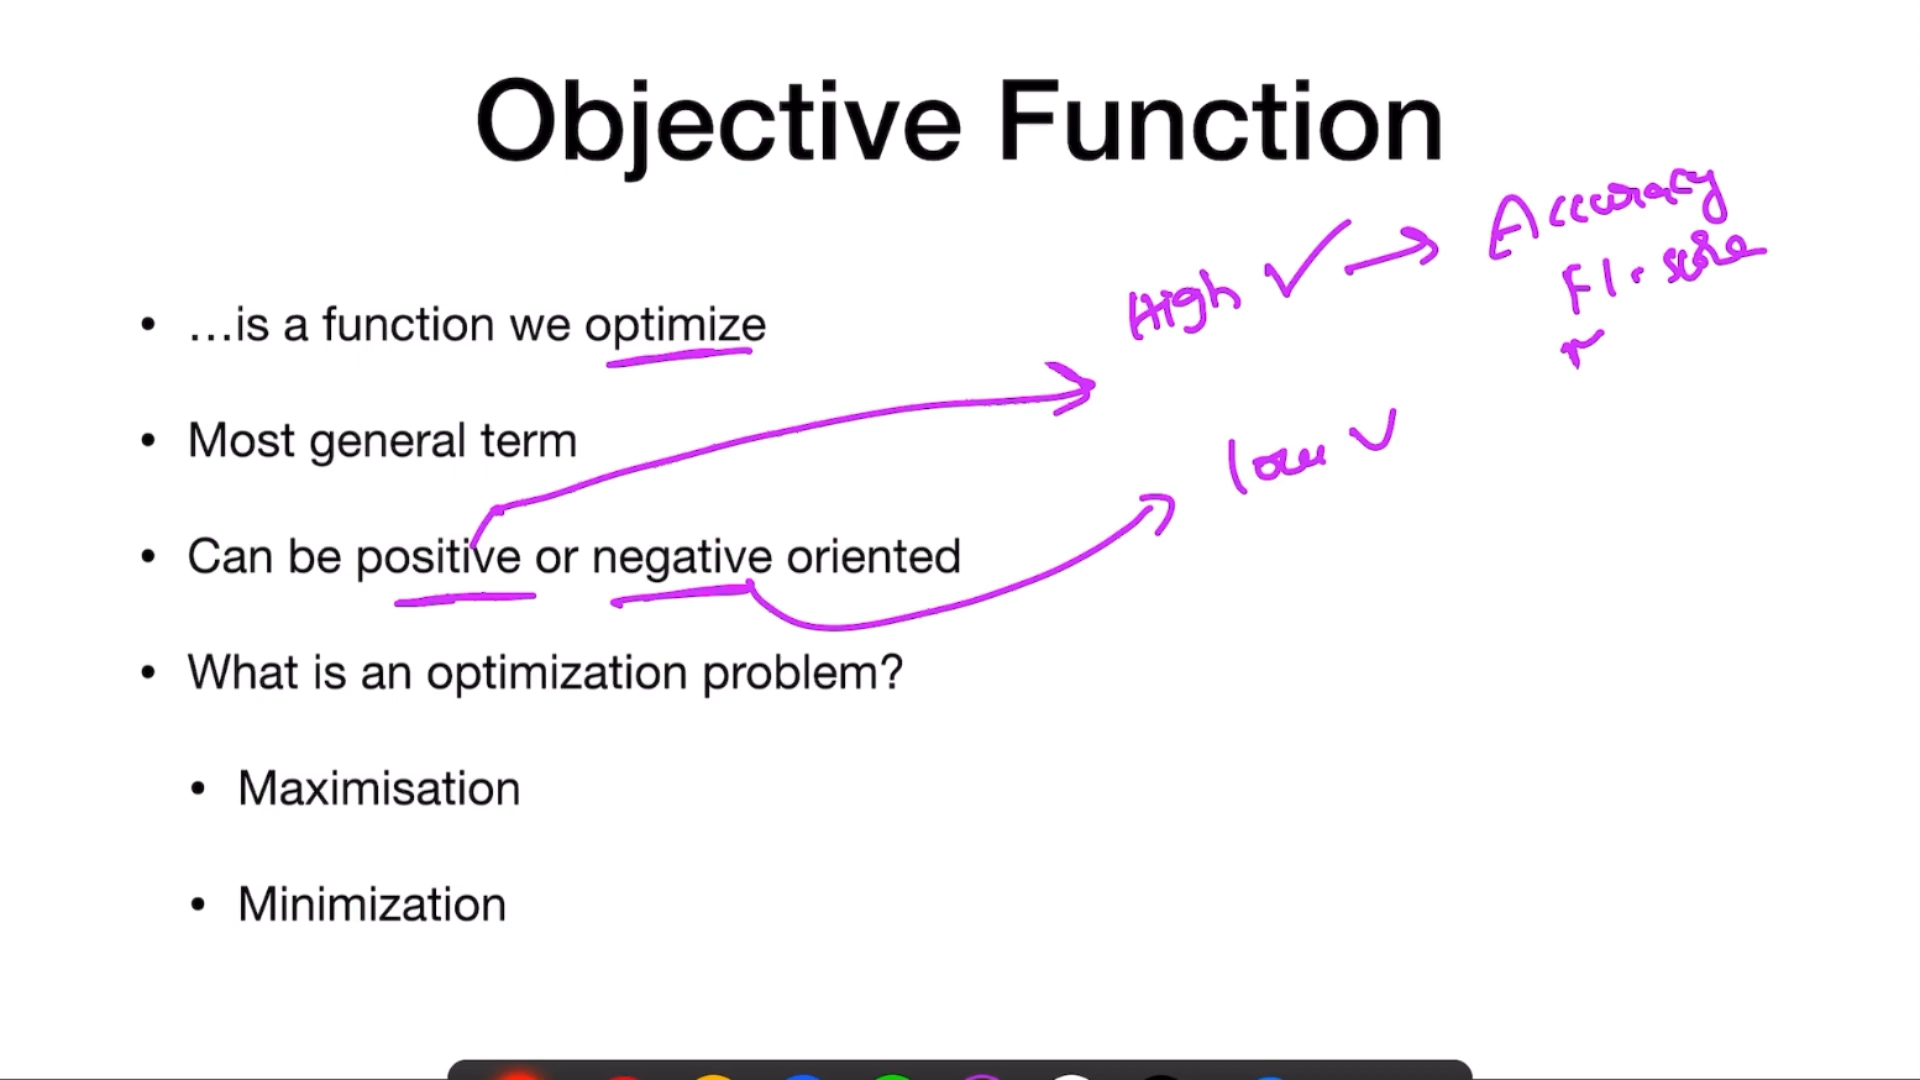 Objective Function
High ✓ → Accuracy
F1-score
r
• ...is a function we optimize
• Most general term
low ✓
• Can be positive or negative oriented
• What is an optimization problem?
• Maximisation
• Minimization